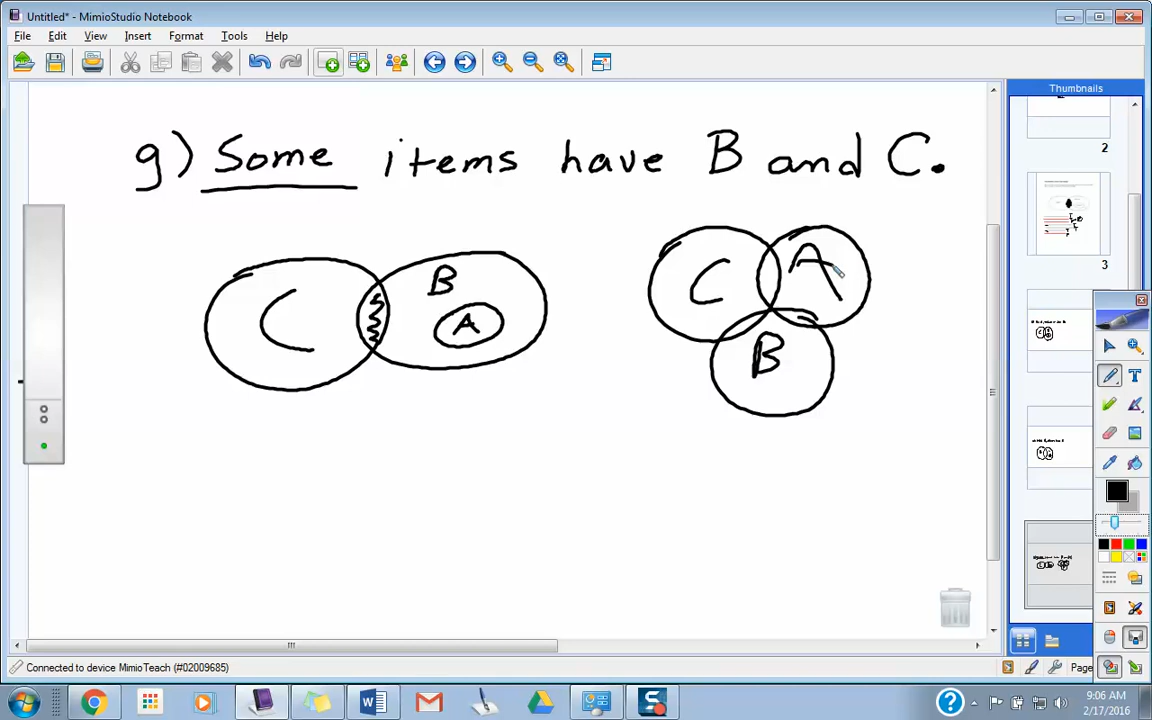 Untitled* - MimioStudio Notebook
File Edit View Insert Format Tools Help
Thumbnails
g) Some items have B and C.
C B A
C A
B
2
3
Connected to device MimioTeach (#02009685)
Page
T
W
S
?
9:06 AM
2/17/2016